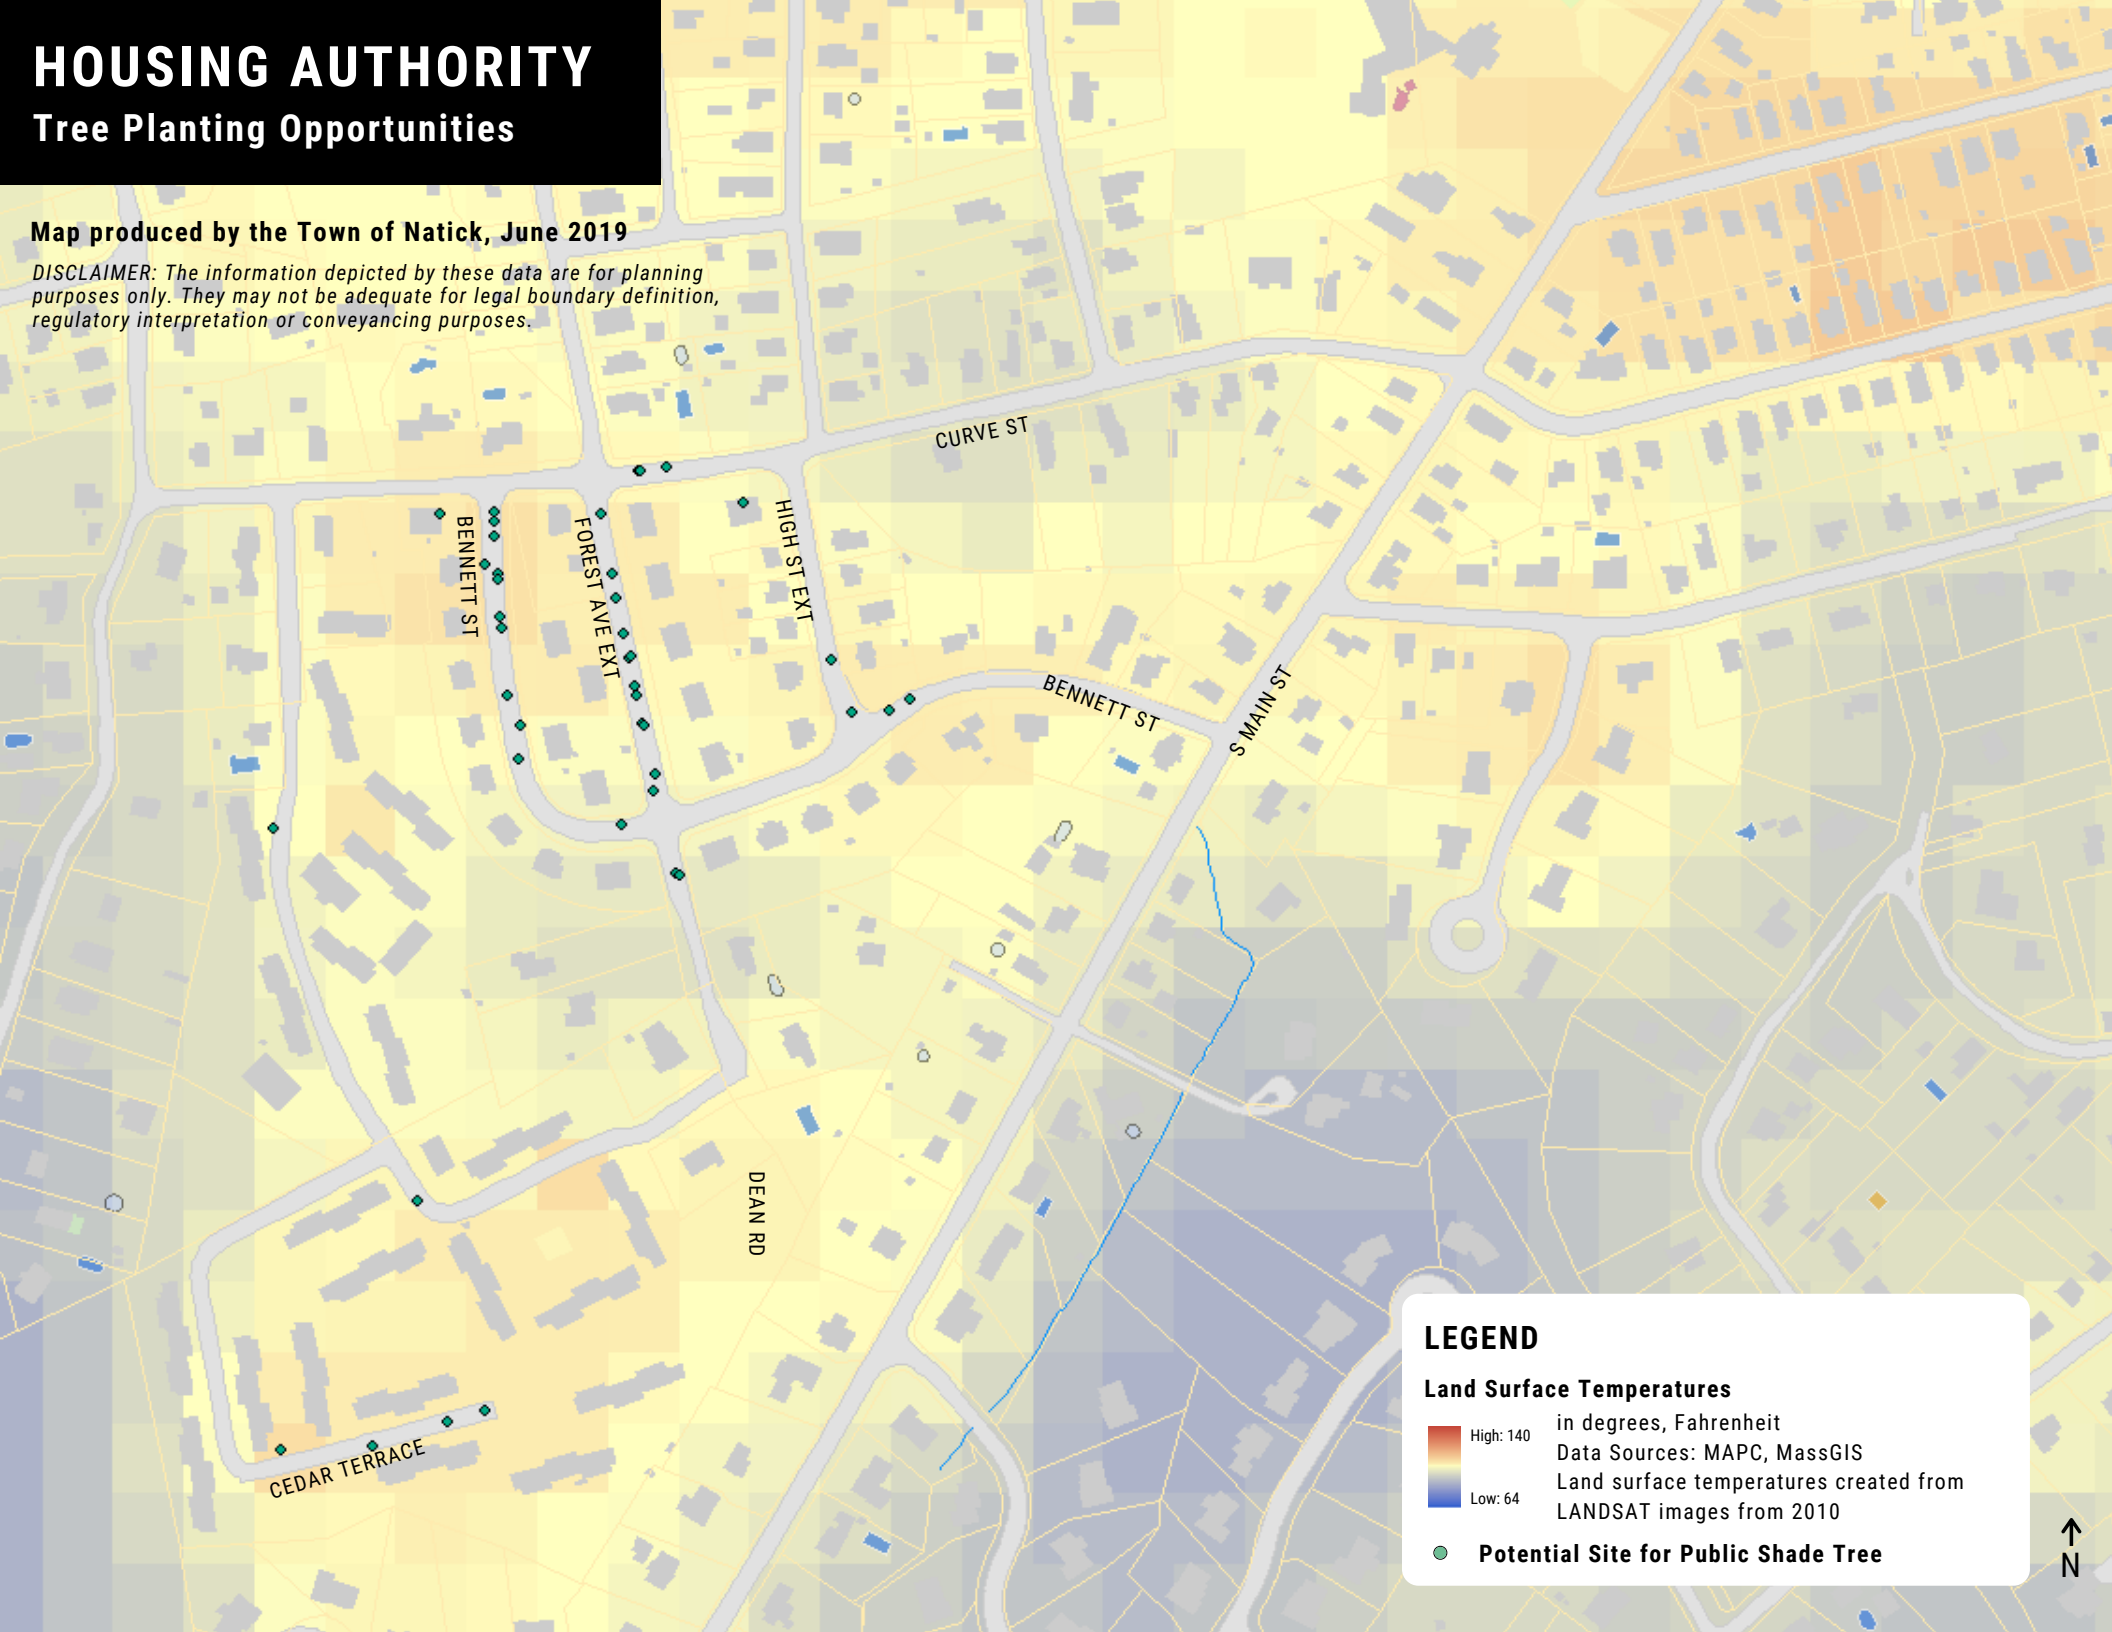 HOUSING AUTHORITY
Tree Planting Opportunities
Map produced by the Town of Natick, June 2019
DISCLAIMER: The information depicted by these data are for planning
purposes only. They may not be adequate for legal boundary definition,
regulatory interpretation or conveyancing purposes.
CURVE ST
BENNETT ST
FOREST AVE EXT
HIGH ST EXT
BENNETT ST
S MAIN ST
DEAN RD
CEDAR TERRACE
LEGEND
Land Surface Temperatures
High: 140
Low: 64
in degrees, Fahrenheit
Data Sources: MAPC, MassGIS
Land surface temperatures created from
LANDSAT images from 2010
Potential Site for Public Shade Tree
N